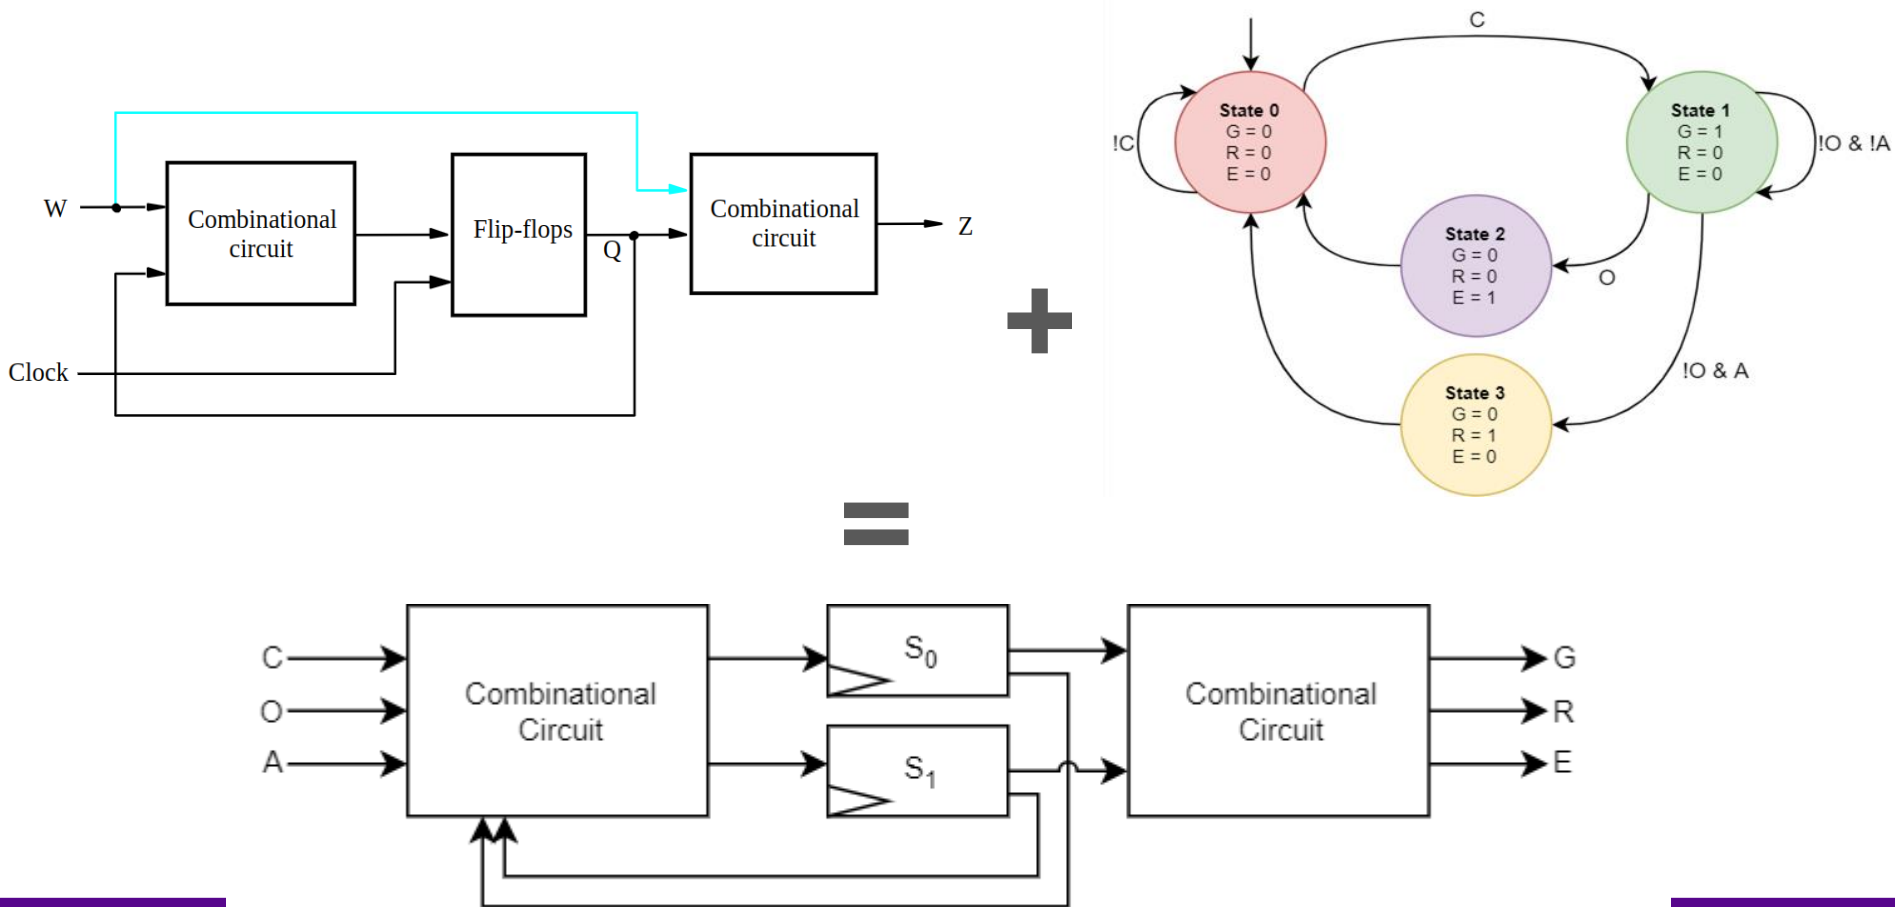 W
Combinational
circuit
Flip-flops
Q
Combinational
circuit
Z
Clock
C
State 0
G = 0
R = 0
E = 0
!C
State 1
G = 1
R = 0
E = 0
!O & !A
State 2
G = 0
R = 0
E = 1
O
!O & A
State 3
G = 0
R = 1
E = 0
+
=
C
O
A
Combinational
Circuit
S0
S1
Combinational
Circuit
G
R
E